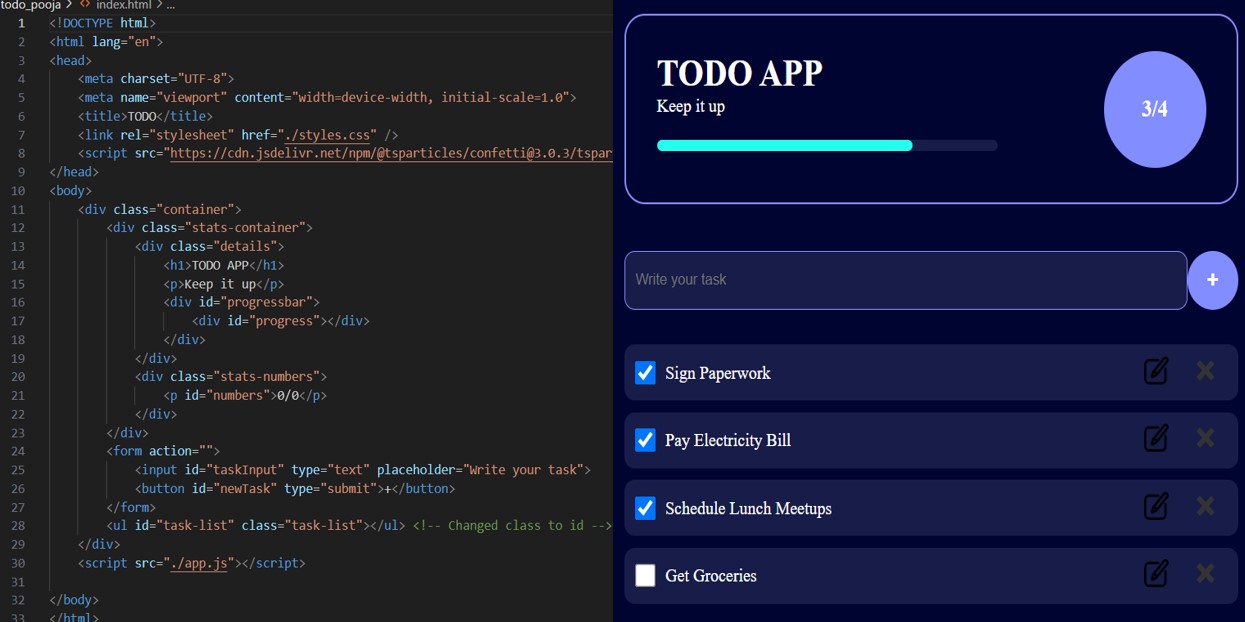 todo_pooja > <> index.html > ...
1 <!DOCTYPE html>
2 <html lang="en">
3 <head>
4 <meta charset="UTF-8">
5 <meta name="viewport" content="width=device-width, initial-scale=1.0">
6 <title>TODO</title>
7 <link rel="stylesheet" href="./styles.css" />
8 <script src="https://cdn.jsdelivr.net/npm/@tsparticles/confetti@3.0.3/tspar
9 </head>
10 <body>
11 <div class="container">
12 <div class="stats-container">
13 <div class="details">
14 <h1>TODO APP</h1>
15 <p>Keep it up</p>
16 <div id="progressbar">
17 <div id="progress"></div>
18 </div>
19 </div>
20 <div class="stats-numbers">
21 <p id="numbers">0/0</p>
22 </div>
23 </div>
24 <form action="">
25 <input id="taskInput" type="text" placeholder="Write your task">
26 <button id="newTask" type="submit">+</button>
27 </form>
28 <ul id="task-list" class="task-list"></ul> <!-- Changed class to id -->
29 </div>
30 <script src="./app.js"></script>
31
32 </body>
33 </html>
TODO APP
Keep it up
3/4
Write your task
+
Sign Paperwork
Pay Electricity Bill
Schedule Lunch Meetups
Get Groceries